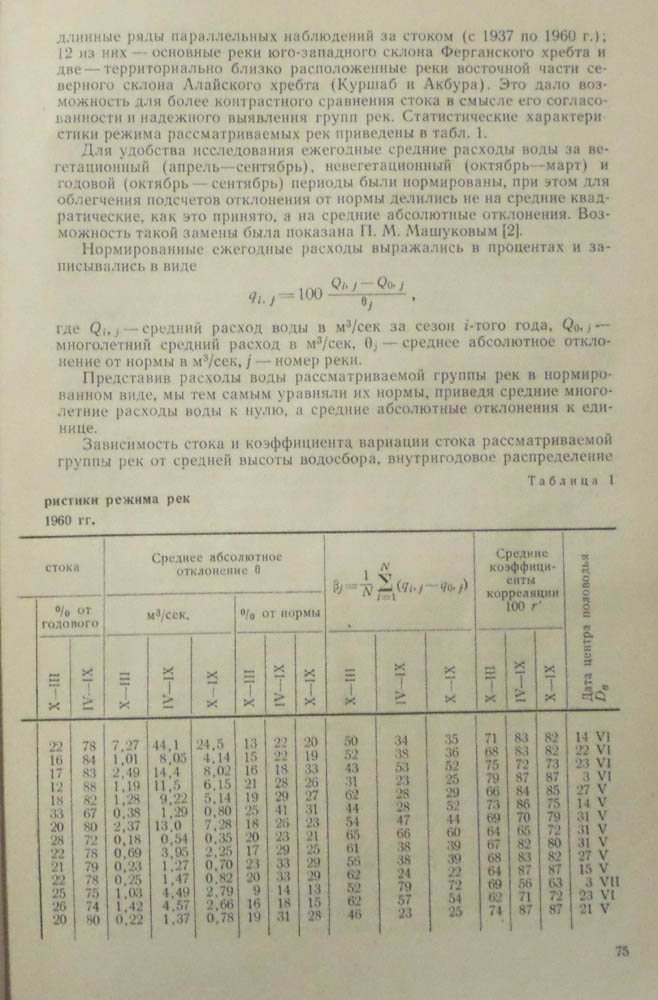 длинные ряды параллельных наблюдений за стоком (с 1937 по 1960 г.);
12 из них — основные реки юго-западного склона Ферганского хребта и
две — территориально близко расположенные реки восточной части се-
верного склона Алайского хребта (Куршаб и Акбура). Это дало воз-
можность для более контрастного сравнения стока в смысле его согласо-
ванности и надежного выявления групп рек. Статистические характери
стики режима рассматриваемых рек приведены в табл. 1.
Для удобства исследования ежегодные средние расходы воды за ве-
гетационный (апрель—сентябрь), невегетационный (октябрь—март) и
годовой (октябрь — сентябрь) периоды были нормированы, при этом для
облегчения подсчетов отклонения от нормы делились не на средние квад-
ратические, как это принято, а на средние абсолютные отклонения. Воз-
можность такой замены была показана П. М. Машуковым [2].
Нормированные ежегодные расходы выражались в процентах и за-
писывались в виде
q i, j = 100 (Q i, j — Q 0, j) / θ j ,
где Q i, j — средний расход воды в м³/сек за сезон i-того года, Q 0, j —
многолетний средний расход в м³/сек, θ j — среднее абсолютное откло-
нение от нормы в м³/сек, j — номер реки.
Представив расходы воды рассматриваемой группы рек в нормиро-
ванном виде, мы тем самым уравняли их нормы, приведя средние много-
летние расходы воды к нулю, а средние абсолютные отклонения к еди-
нице.
Зависимость стока и коэффициента вариации стока рассматриваемой
группы рек от средней высоты водосбора, внутригодовое распределение
Таблица 1
ристики режима рек
1960 гг.
стока
% от
годового
Среднее абсолютное
отклонение θ
м³/сек.
% от нормы
β j = 1/N Σ (q i, j — q 0, j)
N
i=1
Средние
коэффици-
енты
корреляции
100 r'
Дата центра половодья
D п
X—III IV—IX X—III IV—IX X—IX X—III IV—IX X—IX X—III IV—IX X—IX X—III IV—IX X—IX
22 78 7,27 44,1 24,5 13 22 20 50 34 35 71 83 82 14 VI
16 84 1,01 8,05 4,14 15 22 19 52 38 36 68 83 82 22 VI
17 83 2,49 14,4 8,02 16 18 33 43 53 52 75 72 73 23 VI
12 88 1,19 11,5 6,15 21 28 26 31 23 25 79 87 87 3 VI
18 82 1,28 9,22 5,14 19 29 27 62 28 29 66 84 85 27 V
33 67 0,38 1,29 0,80 25 41 31 44 28 52 73 86 75 14 V
20 80 2,37 13,0 7,28 18 26 23 54 47 44 69 70 79 31 V
28 72 0,18 0,54 0,35 20 23 21 65 66 60 64 65 72 31 V
22 78 0,69 3,95 2,25 17 29 25 61 38 39 67 82 80 31 V
21 79 0,23 1,27 0,70 23 33 29 56 38 39 68 83 82 27 V
22 78 0,25 1,47 0,82 20 33 29 62 24 22 64 87 87 15 V
25 75 1,03 4,49 2,79 9 14 13 52 79 72 69 56 63 3 VII
26 74 1,42 4,57 2,66 16 18 15 62 57 54 62 71 72 23 VI
20 80 0,22 1,37 0,78 19 31 28 46 23 25 74 87 87 21 V
75